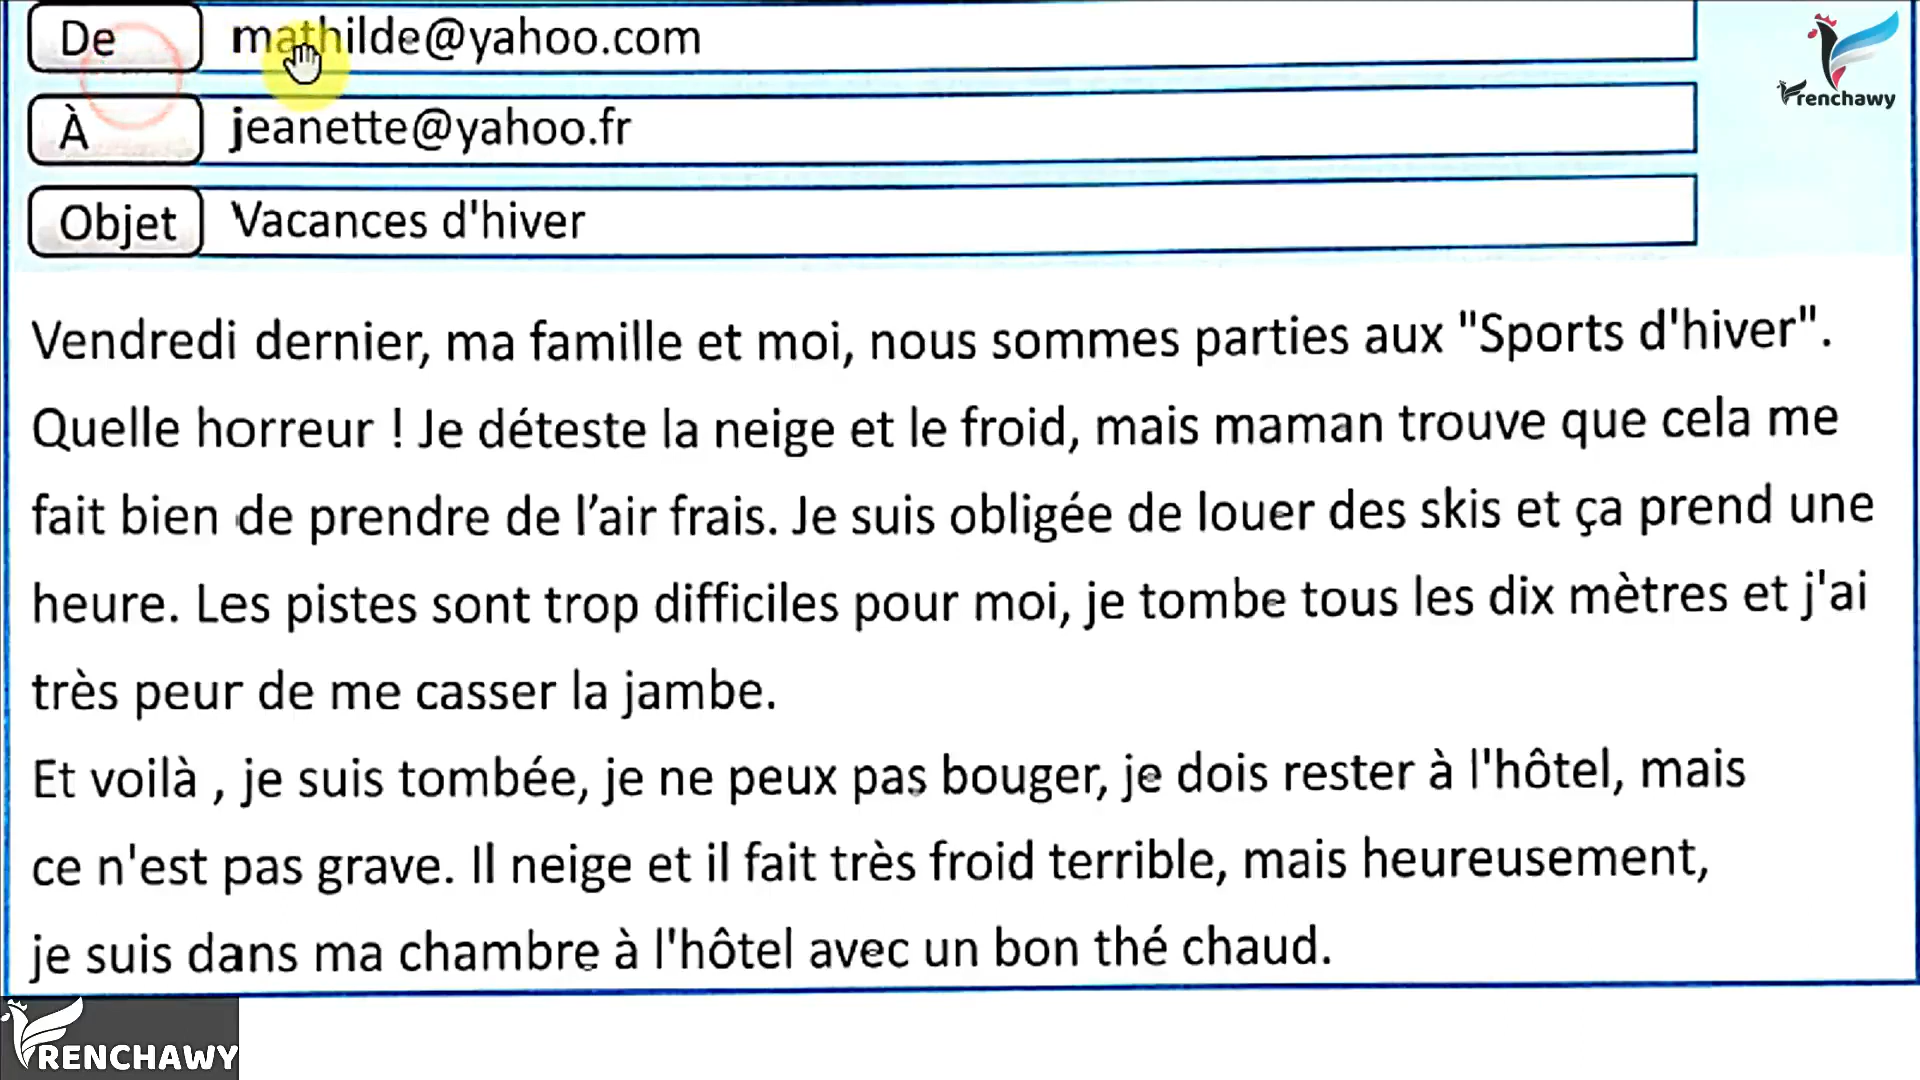 De mathilde@yahoo.com
renchawy
À jeanette@yahoo.fr
Objet Vacances d'hiver
Vendredi dernier, ma famille et moi, nous sommes parties aux "Sports d'hiver".
Quelle horreur ! Je déteste la neige et le froid, mais maman trouve que cela me
fait bien de prendre de l’air frais. Je suis obligée de louer des skis et ça prend une
heure. Les pistes sont trop difficiles pour moi, je tombe tous les dix mètres et j'ai
très peur de me casser la jambe.
Et voilà , je suis tombée, je ne peux pas bouger, je dois rester à l'hôtel, mais
ce n'est pas grave. Il neige et il fait très froid terrible, mais heureusement,
je suis dans ma chambre à l'hôtel avec un bon thé chaud.
RENCHAWY